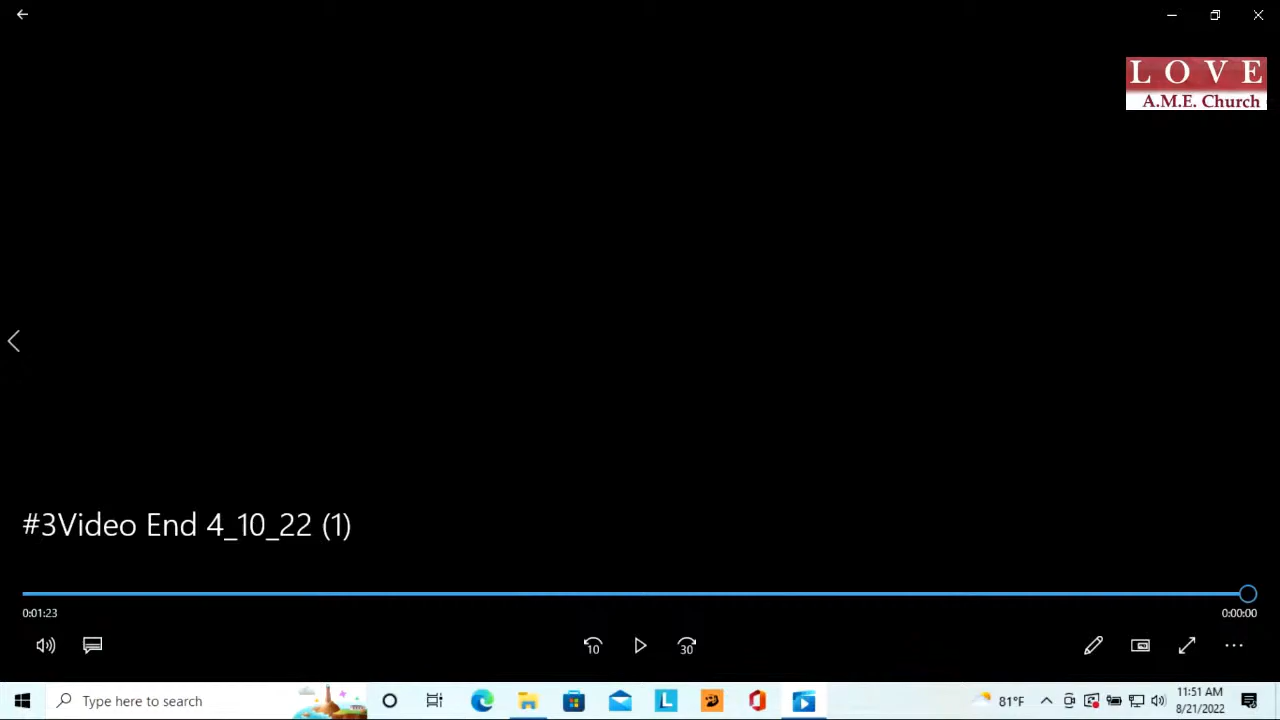 L O V E
A.M.E. Church
#3Video End 4_10_22 (1)
0:01:23
0:00:00
10
30
Type here to search
L
81°F
11:51 AM
8/21/2022